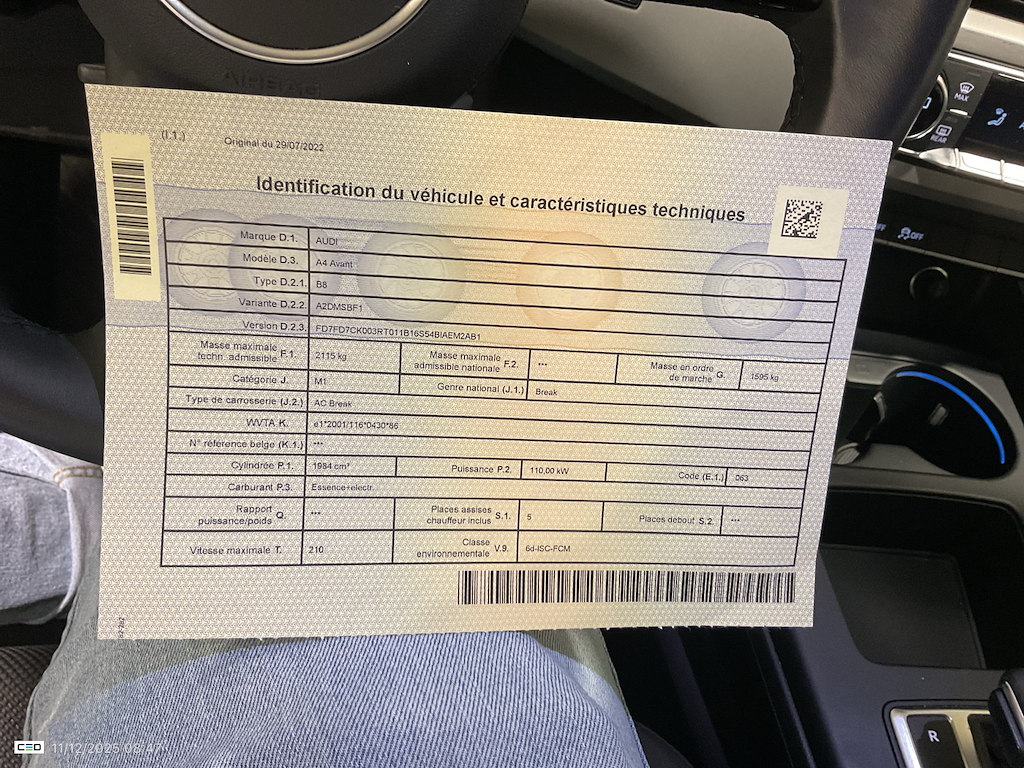 AIRBAG
MAX
REAR
OFF
(I.1.)
Original du 29/07/2022
Identification du véhicule et caractéristiques techniques
Marque D.1. AUDI
Modèle D.3. A4 Avant
Type D.2.1. B8
Variante D.2.2. A2DMSBF1
Version D.2.3. FD7FD7CK003RT011B16S54BIAEM2AB1
Masse maximale techn. admissible F.1. 2115 kg Masse maximale admissible nationale F.2. *** Masse en ordre de marche G. 1595 kg
Catégorie J. M1 Genre national (J.1.) Break
Type de carrosserie (J.2.) AC Break
WVTA K. e1*2001/116*0430*86
N° référence belge (K.1.) ***
Cylindrée P.1. 1984 cm³ Puissance P.2. 110,00 kW Code (E.1.) 063
Carburant P.3. Essence+electr.
Rapport puissance/poids Q. *** Places assises chauffeur inclus S.1. 5 Places debout S.2. ***
Vitesse maximale T. 210 Classe environnementale V.9. 6d-ISC-FCM
R
CEO 11/12/2025 08:47